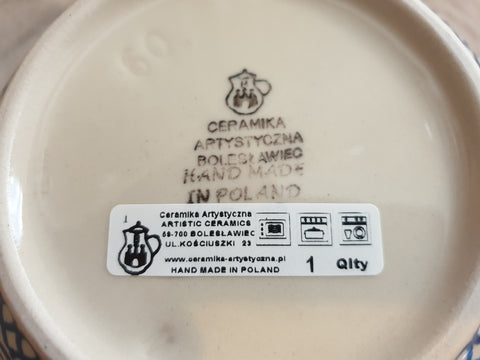 60
CERAMIKA
ARTYSTYCZNA
BOLESŁAWIEC
HAND MADE
IN POLAND
1
Ceramika Artystyczna
ARTISTIC CERAMICS
59-700 BOLESŁAWIEC
UL.KOŚCIUSZKI 23
www.ceramika-artystyczna.pl
HAND MADE IN POLAND
1 Qlty